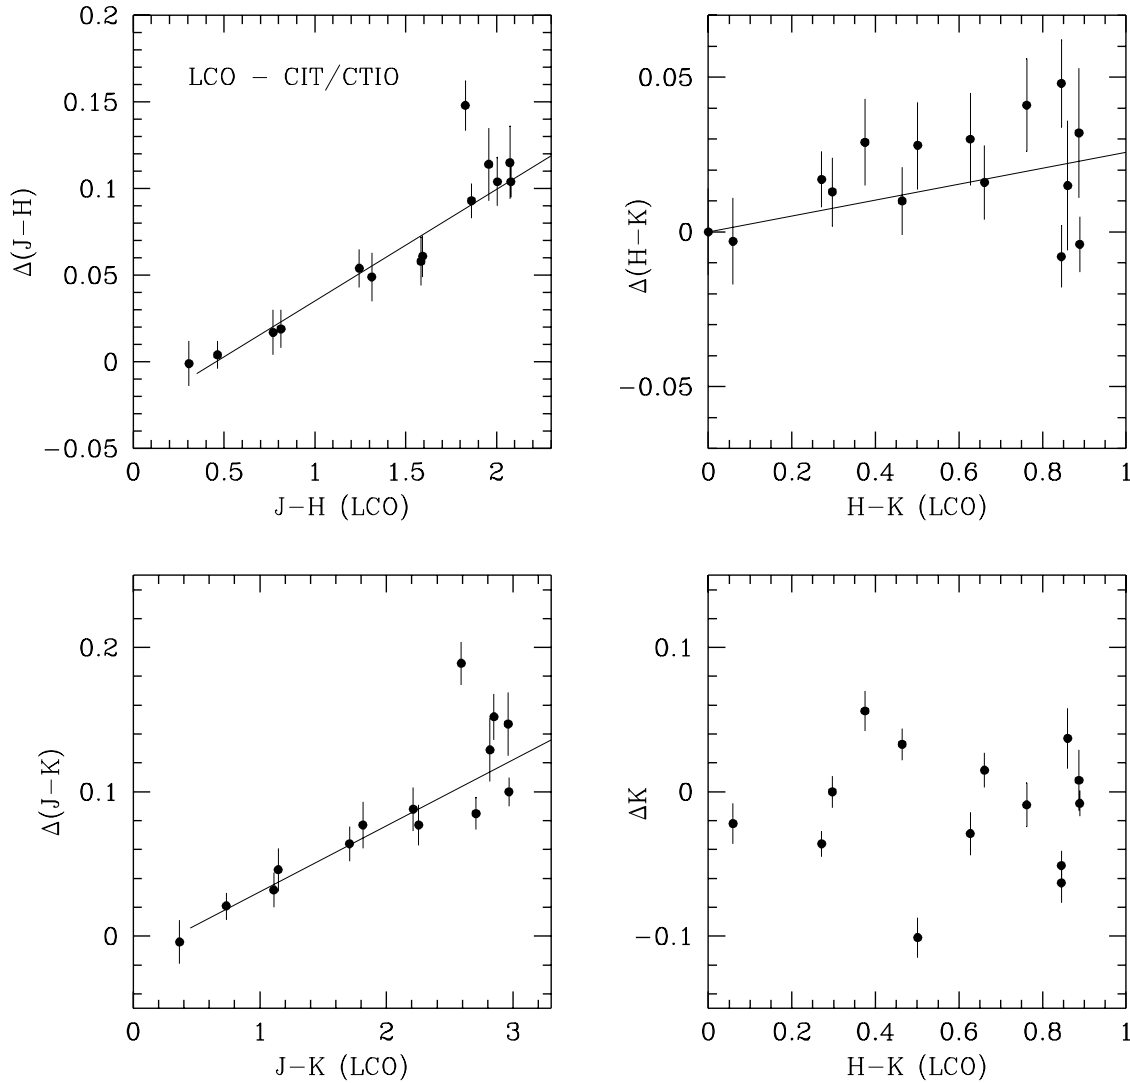 0.2
0.15
0.1
0.05
0
−0.05
Δ(J−H)
LCO − CIT/CTIO
0 0.5 1 1.5 2
J−H (LCO)
0.05
0
−0.05
Δ(H−K)
0 0.2 0.4 0.6 0.8 1
H−K (LCO)
0.2
0.1
0
Δ(J−K)
0 1 2 3
J−K (LCO)
0.1
0
−0.1
ΔK
0 0.2 0.4 0.6 0.8 1
H−K (LCO)